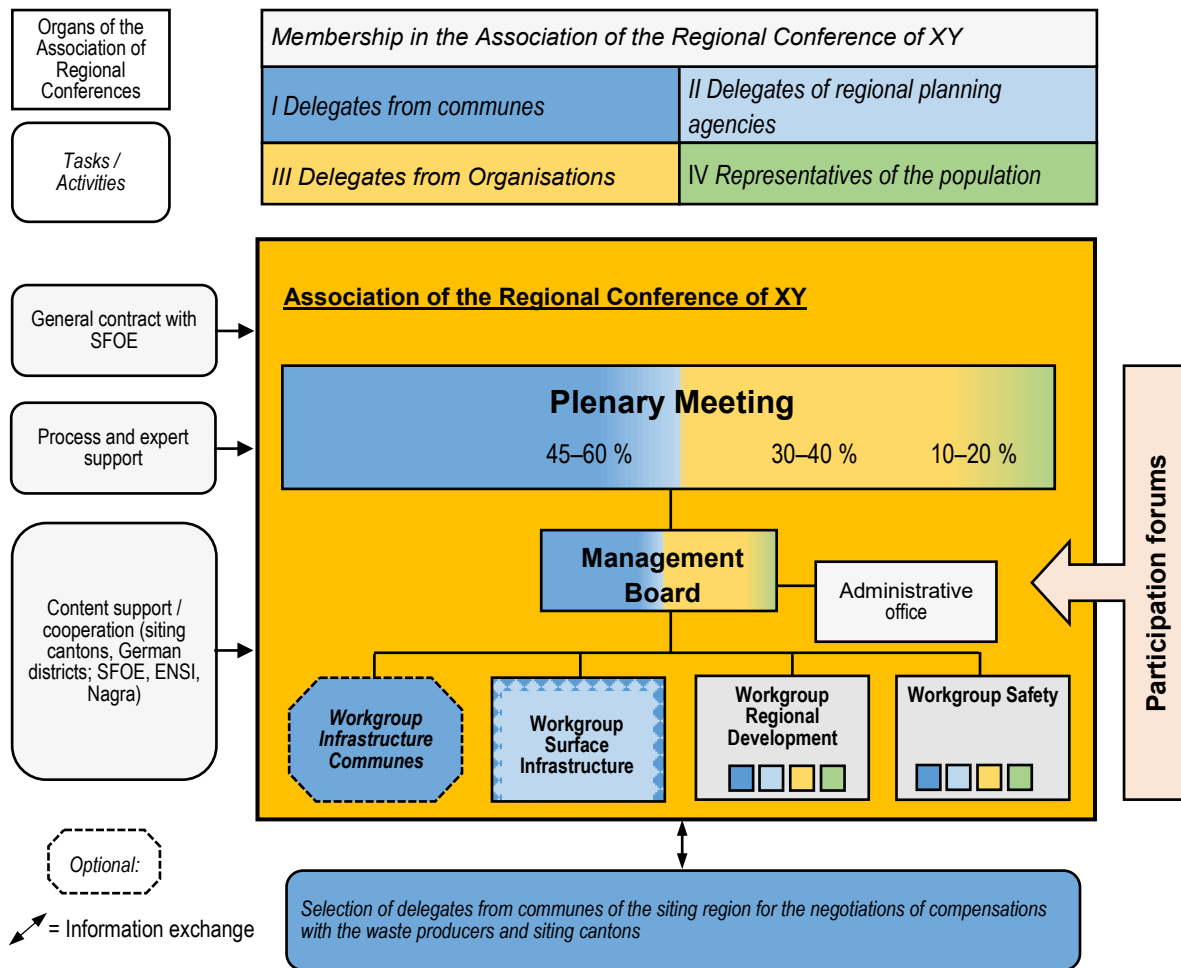 Organs of the
Association of
Regional
Conferences
Membership in the Association of the Regional Conference of XY
I Delegates from communes
II Delegates of regional planning
agencies
III Delegates from Organisations
IV Representatives of the population
Tasks /
Activities
General contract with
SFOE
Process and expert
support
Content support /
cooperation (siting
cantons, German
districts; SFOE, ENSI,
Nagra)
Association of the Regional Conference of XY
Plenary Meeting
45–60 %
30–40 %
10–20 %
Management
Board
Administrative
office
Workgroup
Infrastructure
Communes
Workgroup
Surface
Infrastructure
Workgroup
Regional
Development
Workgroup Safety
Participation forums
Optional:
= Information exchange
Selection of delegates from communes of the siting region for the negotiations of compensations
with the waste producers and siting cantons